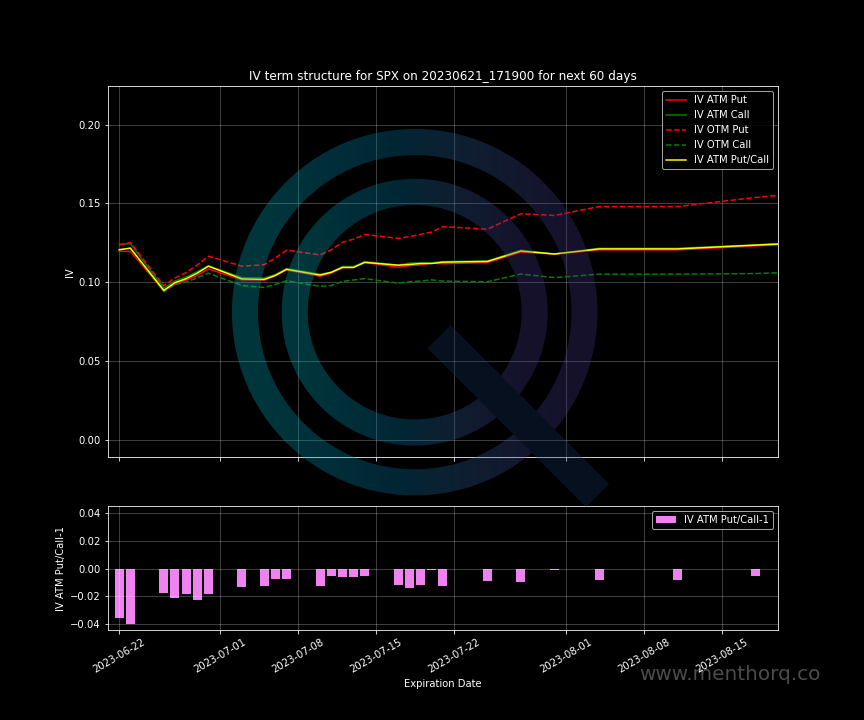 IV term structure for SPX on 20230621_171900 for next 60 days
IV ATM Put
IV ATM Call
IV OTM Put
IV OTM Call
IV ATM Put/Call
0.20
0.15
0.10
0.05
0.00
IV
IV ATM Put/Call-1
0.04
0.02
0.00
−0.02
−0.04
IV ATM Put/Call-1
2023-06-22
2023-07-01
2023-07-08
2023-07-15
2023-07-22
2023-08-01
2023-08-08
2023-08-15
Expiration Date
www.menthorq.co